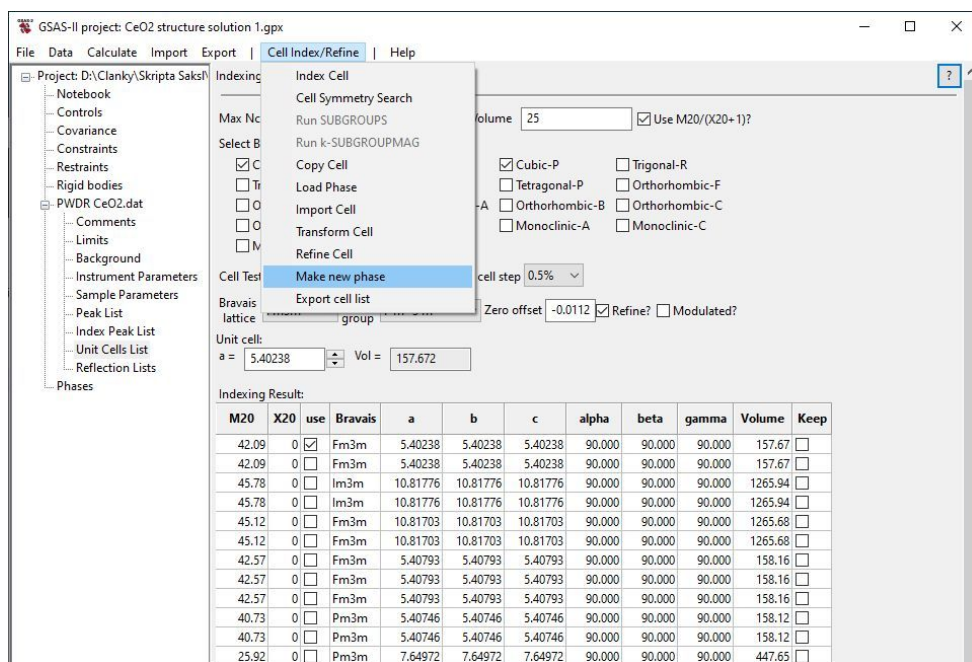 GSAS-II project: CeO2 structure solution 1.gpx
File Data Calculate Import Export | Cell Index/Refine | Help
Project: D:\Clanky\Skripta Saksl\
Notebook
Controls
Covariance
Constraints
Restraints
Rigid bodies
PWDR CeO2.dat
Comments
Limits
Background
Instrument Parameters
Sample Parameters
Peak List
Index Peak List
Unit Cells List
Reflection Lists
Phases
Index Cell
Cell Symmetry Search
Run SUBGROUPS
Run k-SUBGROUPMAG
Copy Cell
Load Phase
Import Cell
Transform Cell
Refine Cell
Make new phase
Export cell list
Indexing ?
Max Nc Volume 25 Use M20/(X20+1)?
Select B
C Cubic-P Trigonal-R
Tr Tetragonal-P Orthorhombic-F
O -A Orthorhombic-B Orthorhombic-C
O Monoclinic-A Monoclinic-C
M
Cell Test cell step 0.5%
Bravais lattice group Zero offset -0.0112 Refine? Modulated?
Unit cell:
a = 5.40238 Vol = 157.672
Indexing Result:
M20 X20 use Bravais a b c alpha beta gamma Volume Keep
42.09 0 Fm3m 5.40238 5.40238 5.40238 90.000 90.000 90.000 157.67
42.09 0 Fm3m 5.40238 5.40238 5.40238 90.000 90.000 90.000 157.67
45.78 0 Im3m 10.81776 10.81776 10.81776 90.000 90.000 90.000 1265.94
45.78 0 Im3m 10.81776 10.81776 10.81776 90.000 90.000 90.000 1265.94
45.12 0 Fm3m 10.81703 10.81703 10.81703 90.000 90.000 90.000 1265.68
45.12 0 Fm3m 10.81703 10.81703 10.81703 90.000 90.000 90.000 1265.68
42.57 0 Fm3m 5.40793 5.40793 5.40793 90.000 90.000 90.000 158.16
42.57 0 Fm3m 5.40793 5.40793 5.40793 90.000 90.000 90.000 158.16
42.57 0 Fm3m 5.40793 5.40793 5.40793 90.000 90.000 90.000 158.16
40.73 0 Pm3m 5.40746 5.40746 5.40746 90.000 90.000 90.000 158.12
40.73 0 Pm3m 5.40746 5.40746 5.40746 90.000 90.000 90.000 158.12
25.92 0 Pm3m 7.64972 7.64972 7.64972 90.000 90.000 90.000 447.65